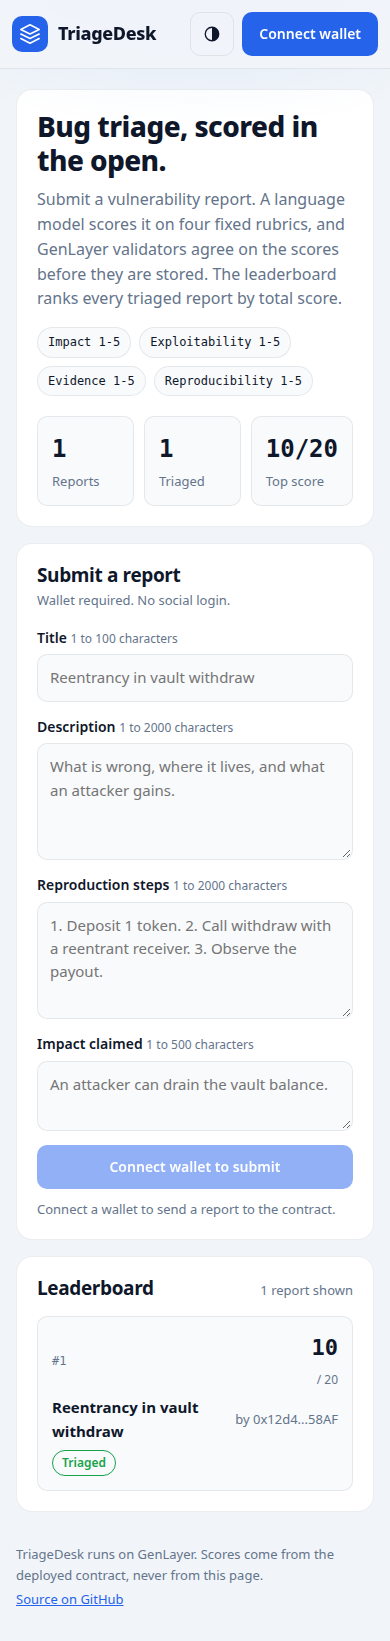 TriageDesk
Connect wallet
Bug triage, scored in
the open.
Submit a vulnerability report. A language
model scores it on four fixed rubrics, and
GenLayer validators agree on the scores
before they are stored. The leaderboard
ranks every triaged report by total score.
Impact 1-5
Exploitability 1-5
Evidence 1-5
Reproducibility 1-5
1
Reports
1
Triaged
10/20
Top score
Submit a report
Wallet required. No social login.
Title 1 to 100 characters
Reentrancy in vault withdraw
Description 1 to 2000 characters
What is wrong, where it lives, and what
an attacker gains.
Reproduction steps 1 to 2000 characters
1. Deposit 1 token. 2. Call withdraw with
a reentrant receiver. 3. Observe the
payout.
Impact claimed 1 to 500 characters
An attacker can drain the vault balance.
Connect wallet to submit
Connect a wallet to send a report to the contract.
Leaderboard
1 report shown
#1
10
/ 20
Reentrancy in vault
withdraw
by 0x12d4…58AF
Triaged
TriageDesk runs on GenLayer. Scores come from the
deployed contract, never from this page.
Source on GitHub